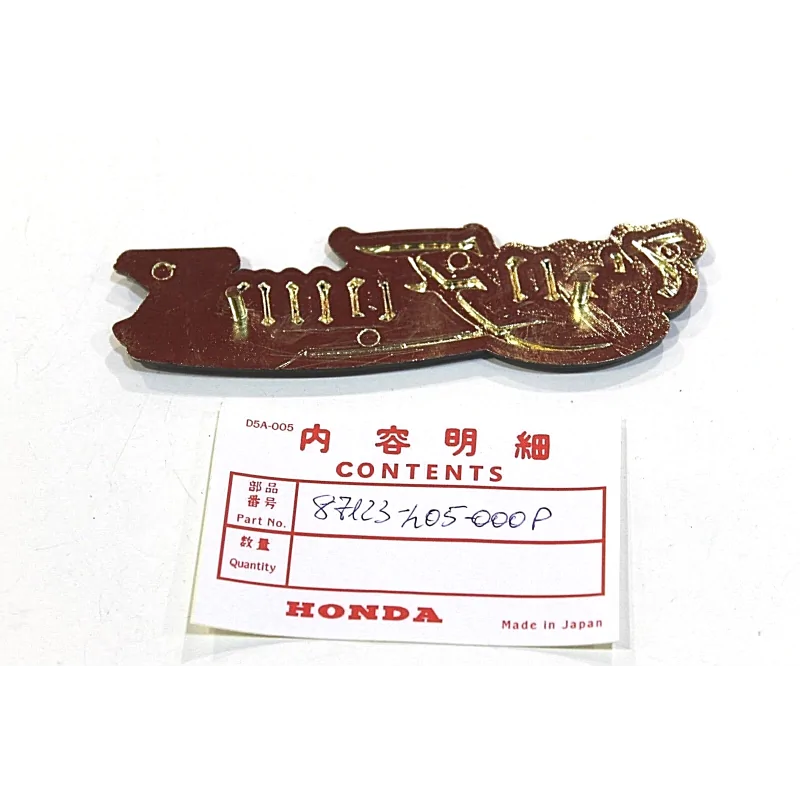 D5A-005
内容明細
CONTENTS
部品
番号
Part No.
87123-405-000P
数量
Quantity
HONDA
Made in Japan